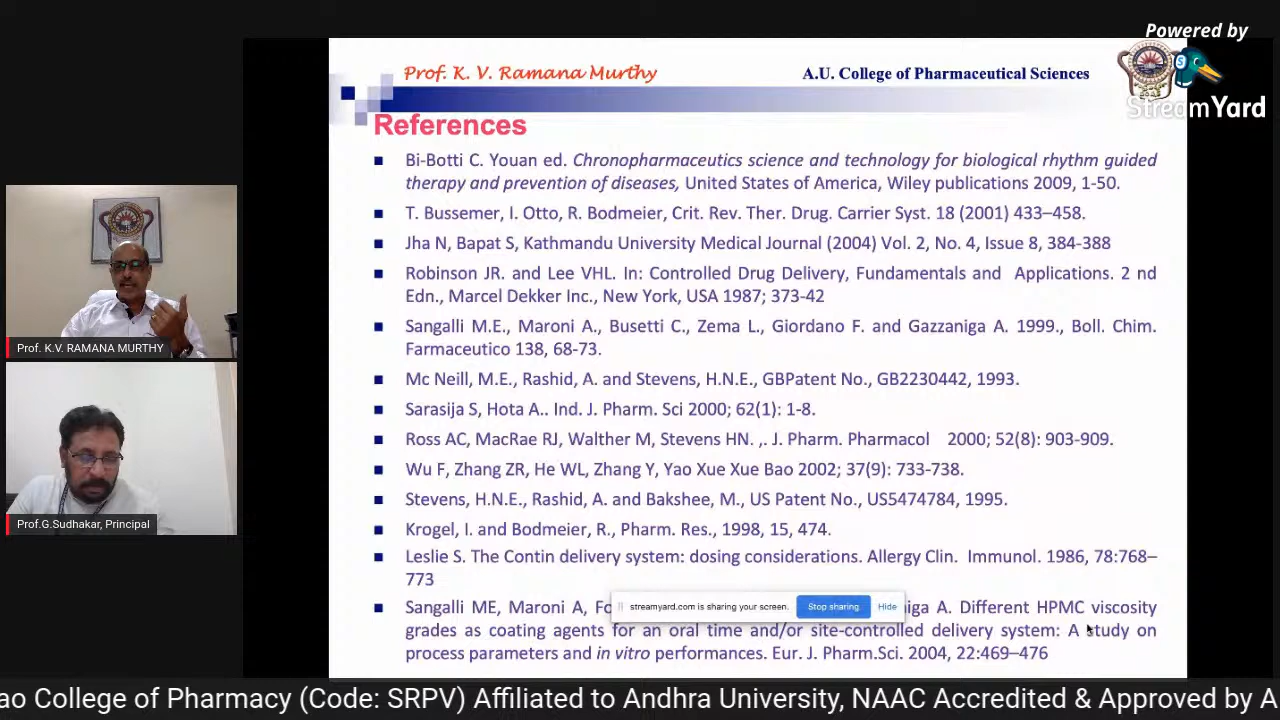 Powered by
StreamYard
Prof. K. V. Ramana Murthy
A.U. College of Pharmaceutical Sciences
References
Bi-Botti C. Youan ed. Chronopharmaceutics science and technology for biological rhythm guided
therapy and prevention of diseases, United States of America, Wiley publications 2009, 1-50.
T. Bussemer, I. Otto, R. Bodmeier, Crit. Rev. Ther. Drug. Carrier Syst. 18 (2001) 433–458.
Jha N, Bapat S, Kathmandu University Medical Journal (2004) Vol. 2, No. 4, Issue 8, 384-388
Robinson JR. and Lee VHL. In: Controlled Drug Delivery, Fundamentals and Applications. 2 nd
Edn., Marcel Dekker Inc., New York, USA 1987; 373-42
Sangalli M.E., Maroni A., Busetti C., Zema L., Giordano F. and Gazzaniga A. 1999., Boll. Chim.
Farmaceutico 138, 68-73.
Mc Neill, M.E., Rashid, A. and Stevens, H.N.E., GBPatent No., GB2230442, 1993.
Sarasija S, Hota A.. Ind. J. Pharm. Sci 2000; 62(1): 1-8.
Ross AC, MacRae RJ, Walther M, Stevens HN. ,. J. Pharm. Pharmacol 2000; 52(8): 903-909.
Wu F, Zhang ZR, He WL, Zhang Y, Yao Xue Xue Bao 2002; 37(9): 733-738.
Stevens, H.N.E., Rashid, A. and Bakshee, M., US Patent No., US5474784, 1995.
Krogel, I. and Bodmeier, R., Pharm. Res., 1998, 15, 474.
Leslie S. The Contin delivery system: dosing considerations. Allergy Clin. Immunol. 1986, 78:768–
773
Sangalli ME, Maroni A, Fo iga A. Different HPMC viscosity
streamyard.com is sharing your screen. Stop sharing Hide
grades as coating agents for an oral time and/or site-controlled delivery system: A study on
process parameters and in vitro performances. Eur. J. Pharm.Sci. 2004, 22:469–476
Prof. K.V. RAMANA MURTHY
Prof.G.Sudhakar, Principal
ao College of Pharmacy (Code: SRPV) Affiliated to Andhra University, NAAC Accredited & Approved by A